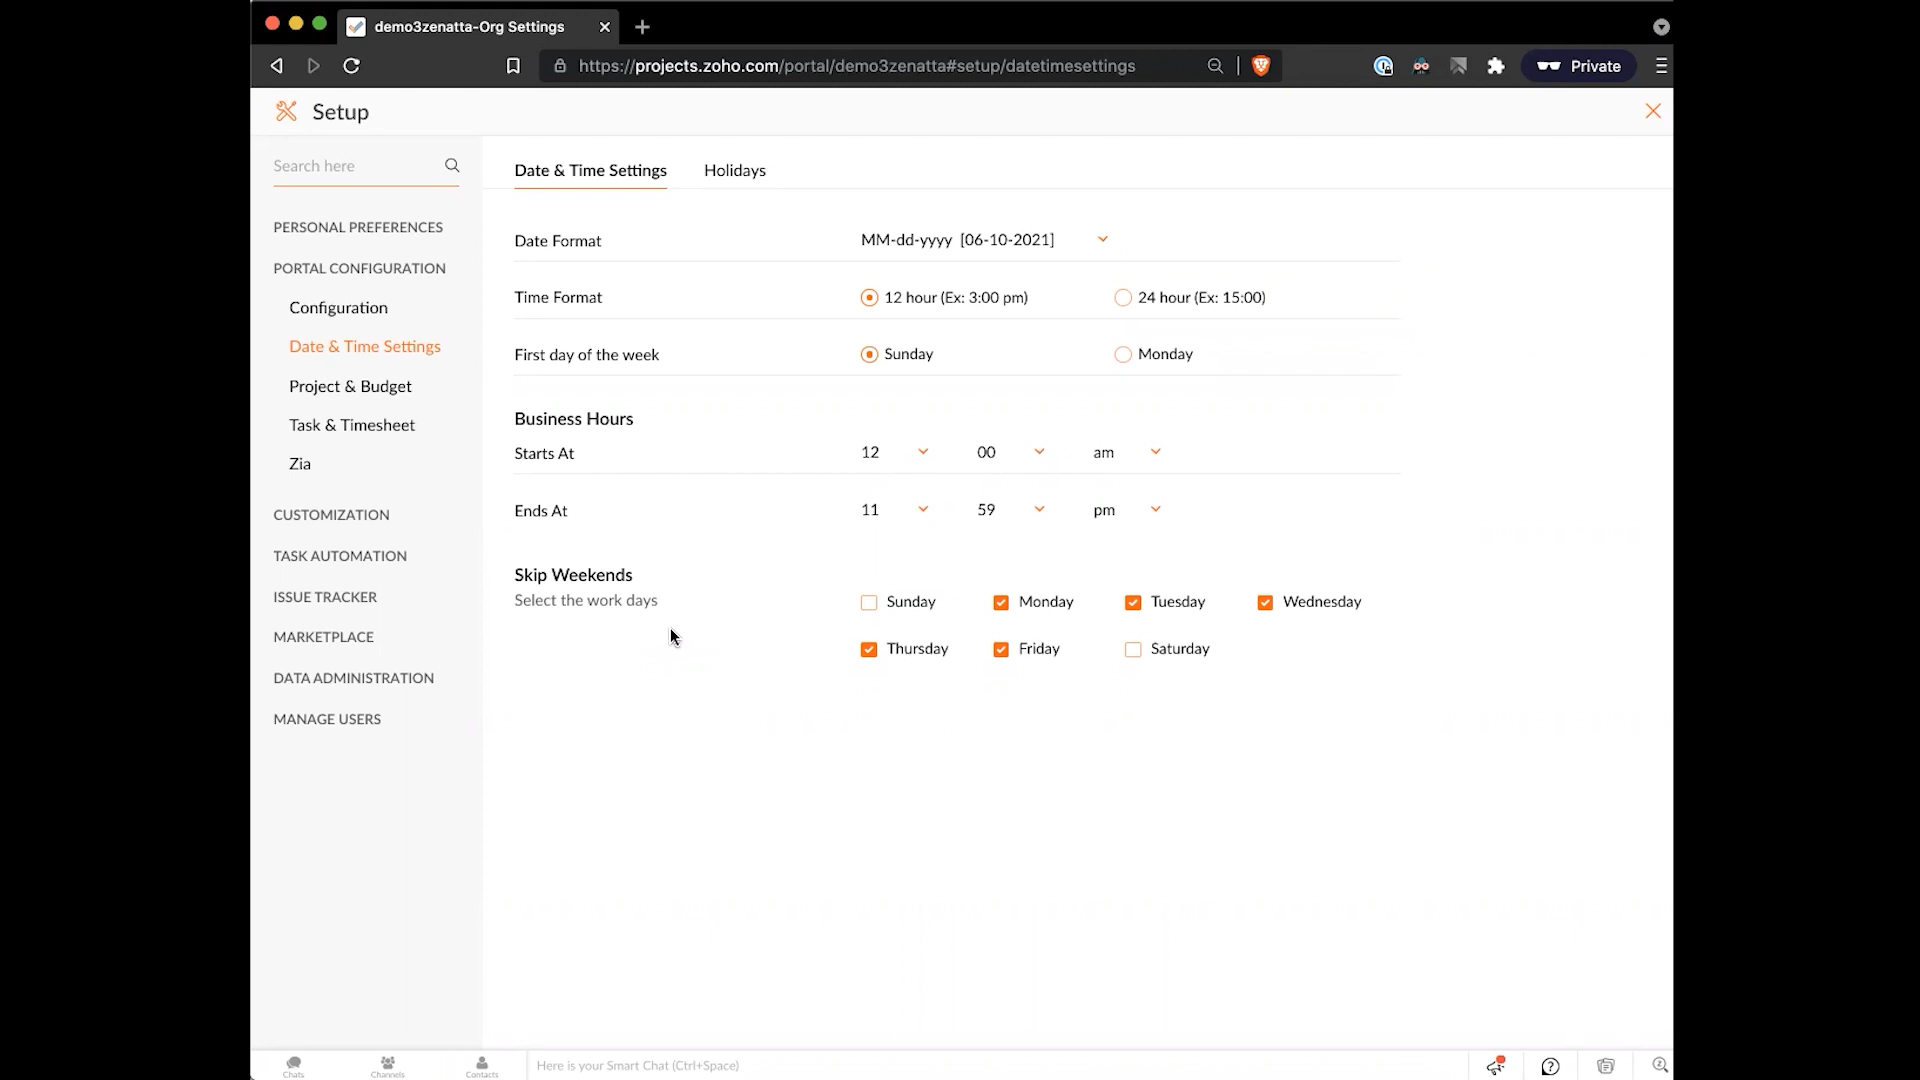 demo3zenatta-Org Settings
https://projects.zoho.com/portal/demo3zenatta#setup/datetimesettings
Private
Setup
Search here
PERSONAL PREFERENCES
PORTAL CONFIGURATION
Configuration
Date & Time Settings
Project & Budget
Task & Timesheet
Zia
CUSTOMIZATION
TASK AUTOMATION
ISSUE TRACKER
MARKETPLACE
DATA ADMINISTRATION
MANAGE USERS
Date & Time Settings Holidays
Date Format MM-dd-yyyy [06-10-2021]
Time Format 12 hour (Ex: 3:00 pm) 24 hour (Ex: 15:00)
First day of the week Sunday Monday
Business Hours
Starts At 12 00 am
Ends At 11 59 pm
Skip Weekends
Select the work days Sunday Monday Tuesday Wednesday
Thursday Friday Saturday
Chats Channels Contacts Here is your Smart Chat (Ctrl+Space)